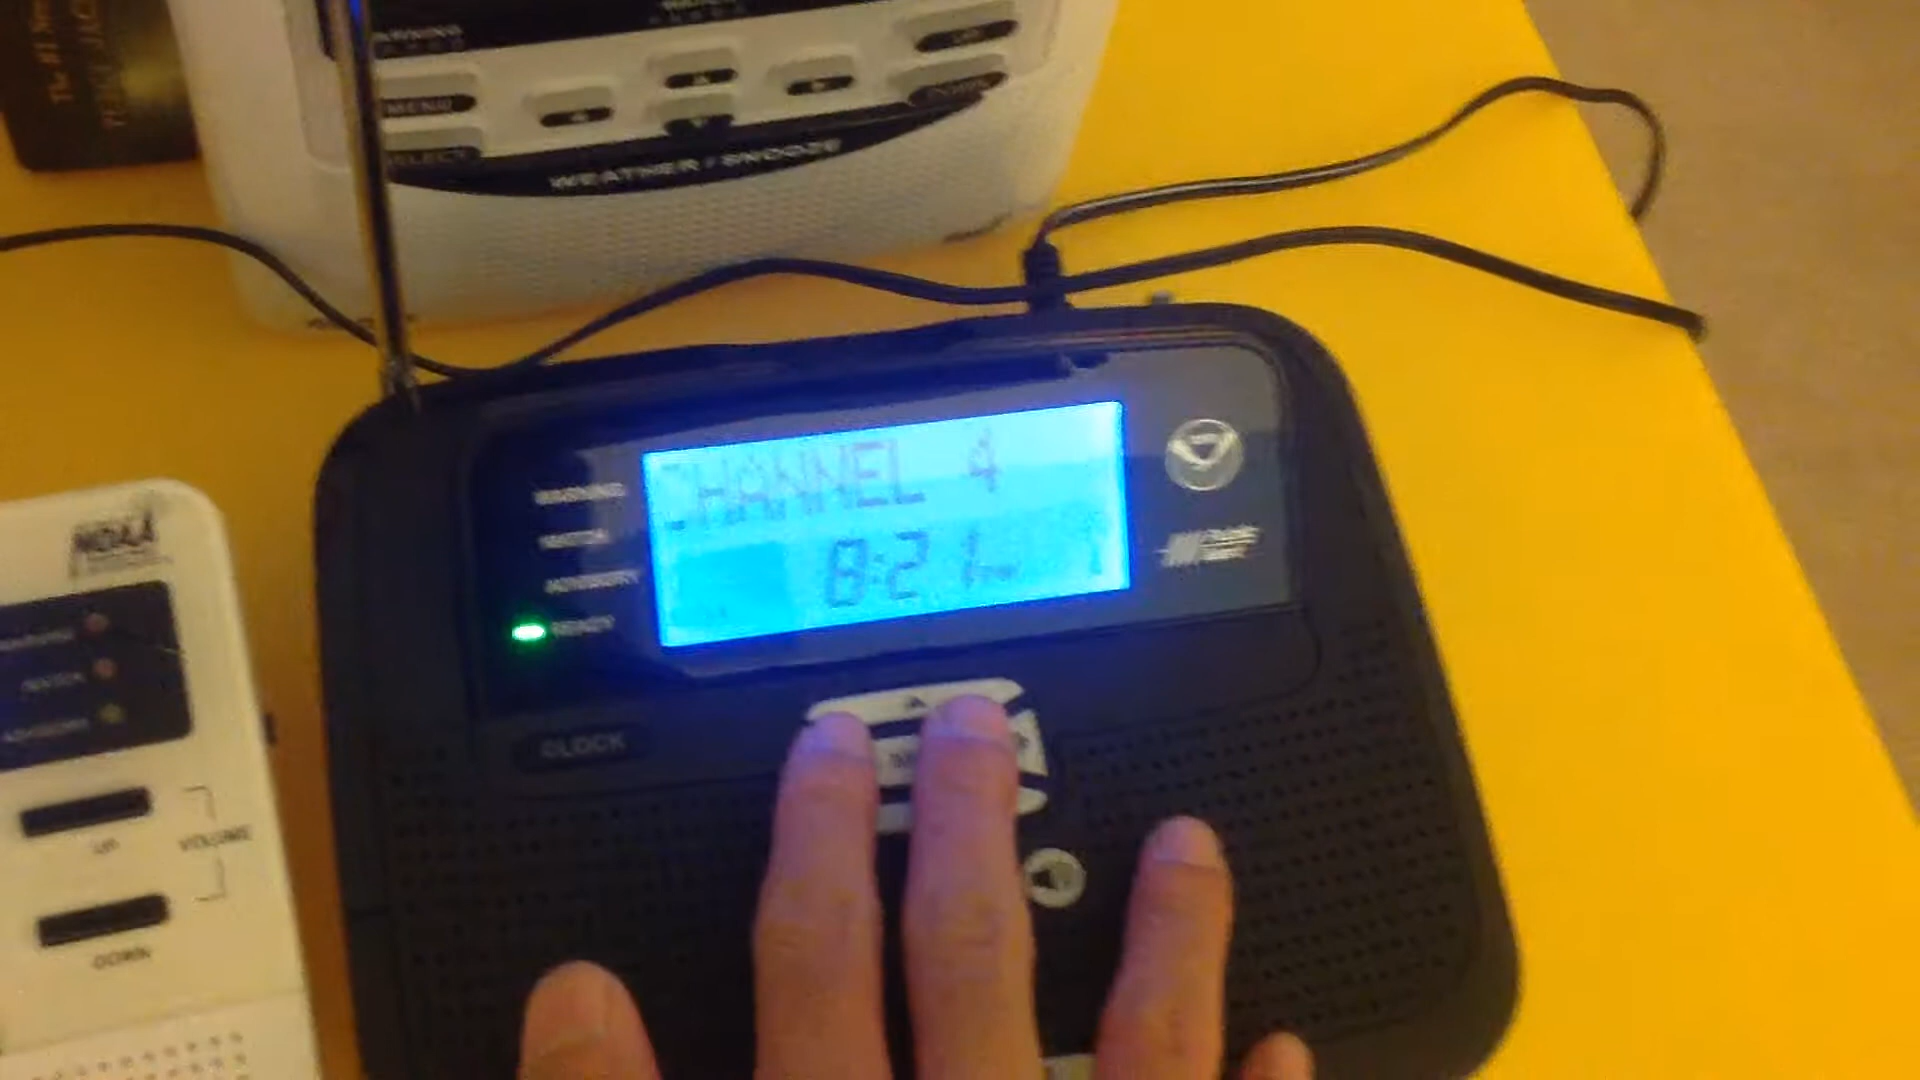 MENU
SELECT
WEATHER / SNOOZE
CHANNEL 4
8:21
WARNING
WATCH
ADVISORY
READY
CLOCK
NOAA
WARNING
WATCH
ADVISORY
UP
VOLUME
DOWN